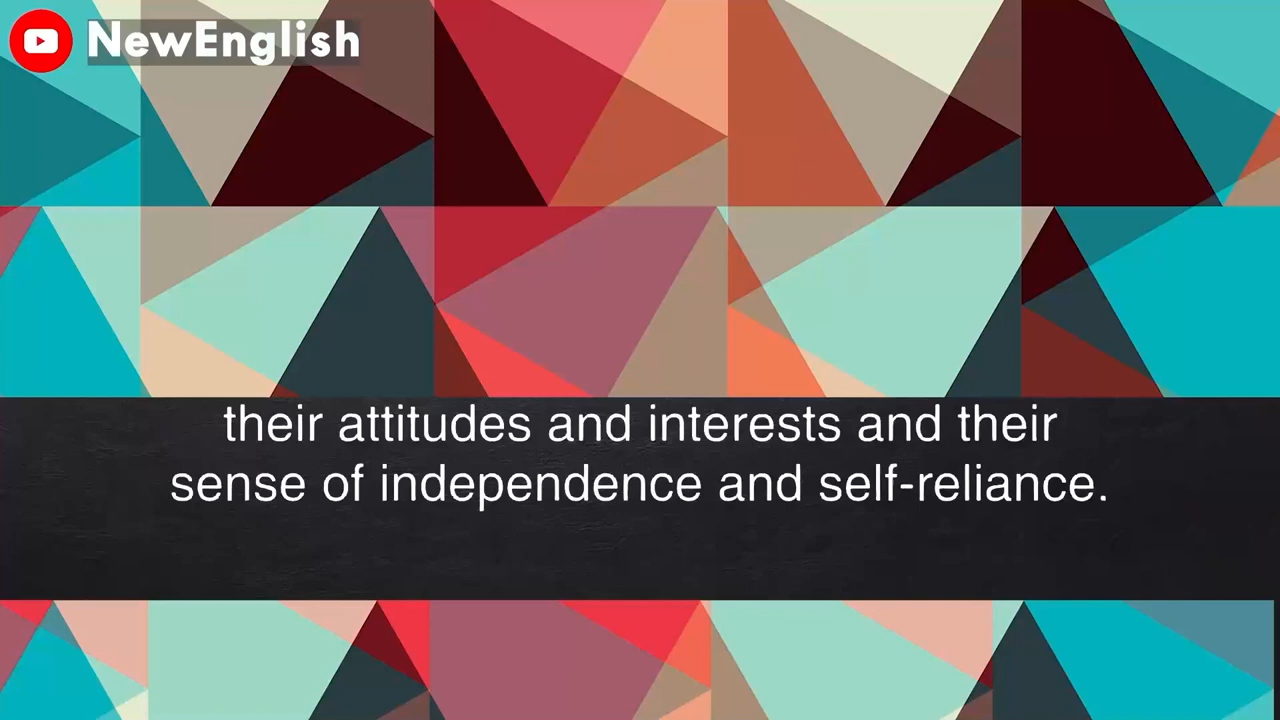 NewEnglish
their attitudes and interests and their
sense of independence and self-reliance.